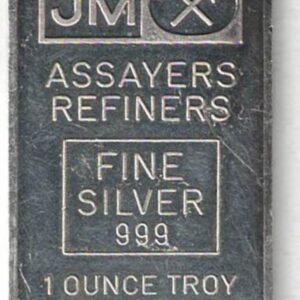 JM
ASSAYERS
REFINERS
FINE
SILVER
999
1 OUNCE TROY